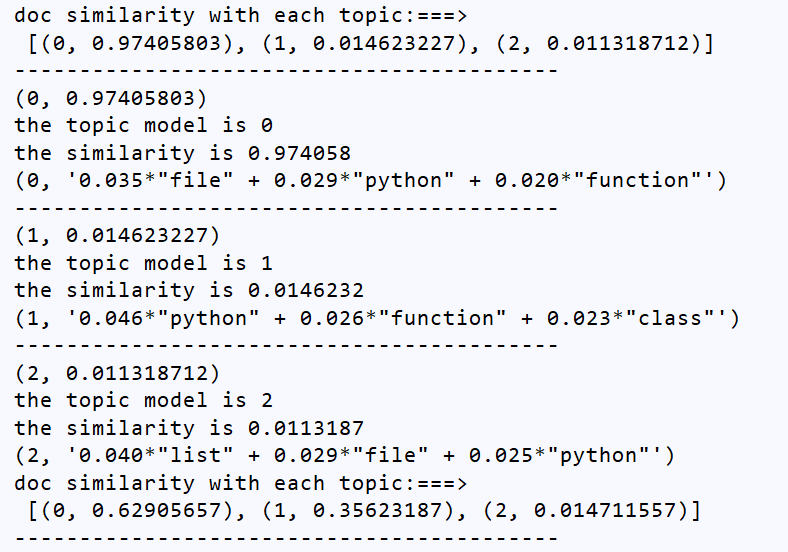 doc similarity with each topic:===>
[(0, 0.97405803), (1, 0.014623227), (2, 0.011318712)]
------------------------------------------
(0, 0.97405803)
the topic model is 0
the similarity is 0.974058
(0, '0.035*"file" + 0.029*"python" + 0.020*"function"')
------------------------------------------
(1, 0.014623227)
the topic model is 1
the similarity is 0.0146232
(1, '0.046*"python" + 0.026*"function" + 0.023*"class"')
------------------------------------------
(2, 0.011318712)
the topic model is 2
the similarity is 0.0113187
(2, '0.040*"list" + 0.029*"file" + 0.025*"python"')
doc similarity with each topic:===>
[(0, 0.62905657), (1, 0.35623187), (2, 0.014711557)]
------------------------------------------